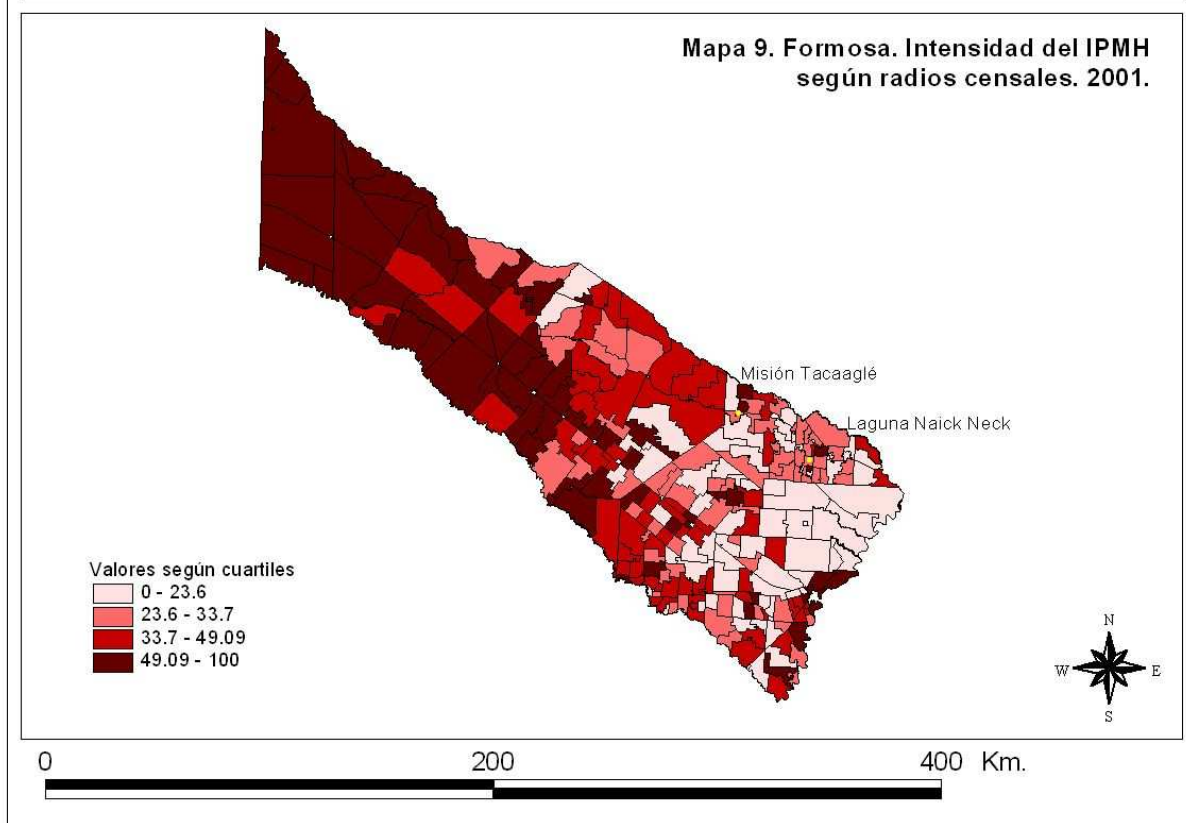 Mapa 9. Formosa. Intensidad del IPMH
según radios censales. 2001.
Misión Tacaaglé
Laguna Naick Neck
Valores según cuartiles
0 - 23.6
23.6 - 33.7
33.7 - 49.09
49.09 - 100
N
W E
S
0 200 400 Km.